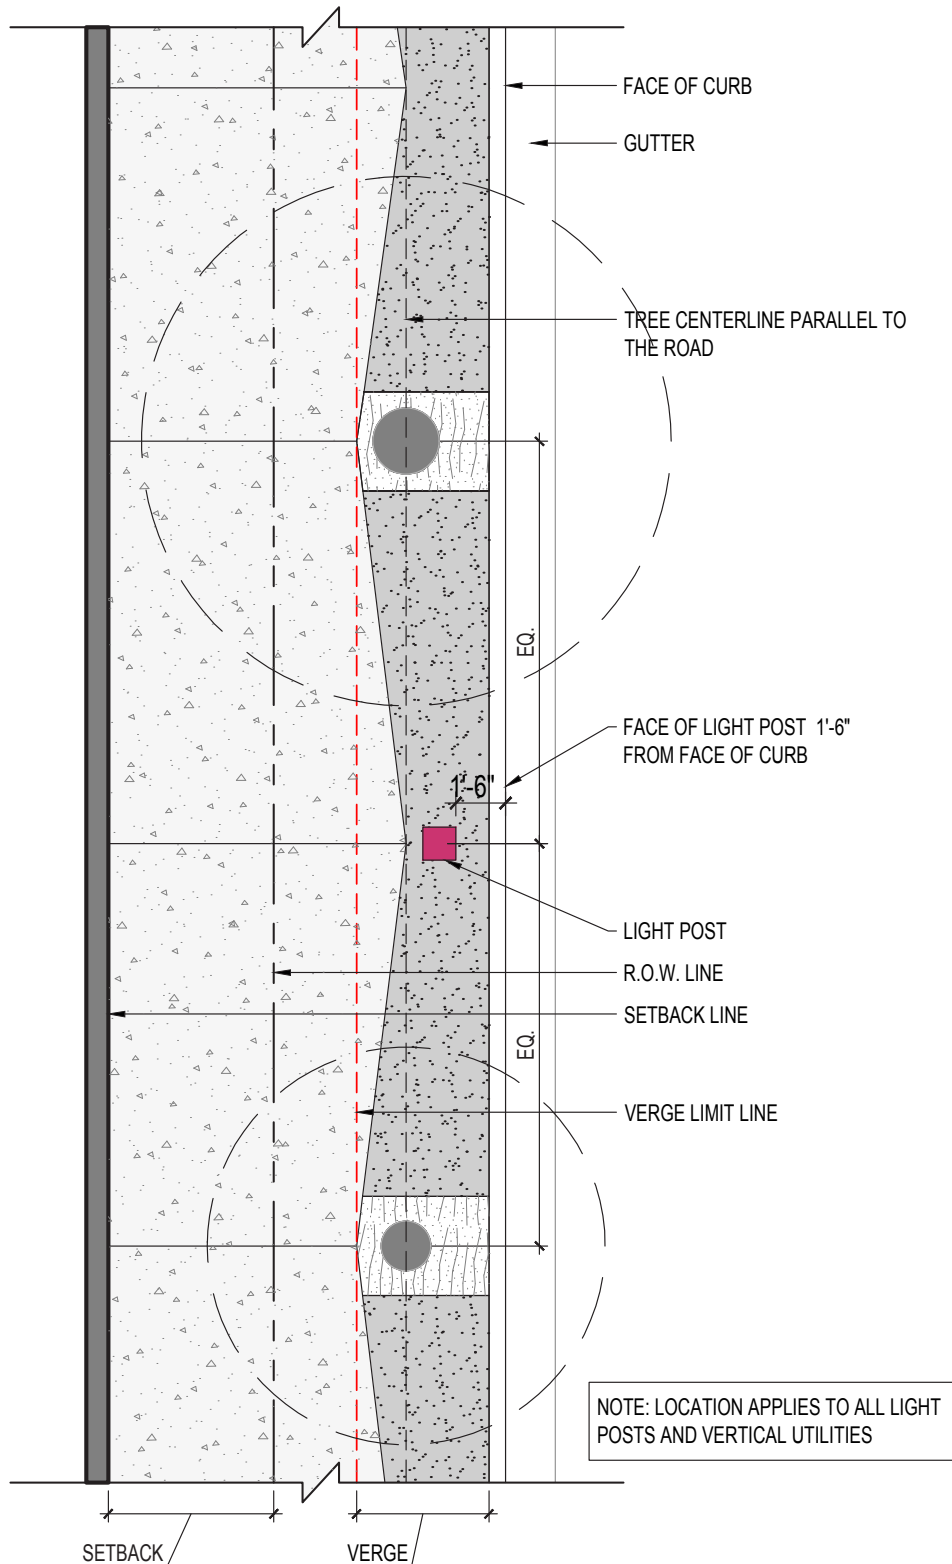 FACE OF CURB
GUTTER
TREE CENTERLINE PARALLEL TO
THE ROAD
EQ.
FACE OF LIGHT POST 1'-6"
FROM FACE OF CURB
1'-6"
LIGHT POST
R.O.W. LINE
SETBACK LINE
EQ.
VERGE LIMIT LINE
NOTE: LOCATION APPLIES TO ALL LIGHT
POSTS AND VERTICAL UTILITIES
SETBACK
VERGE